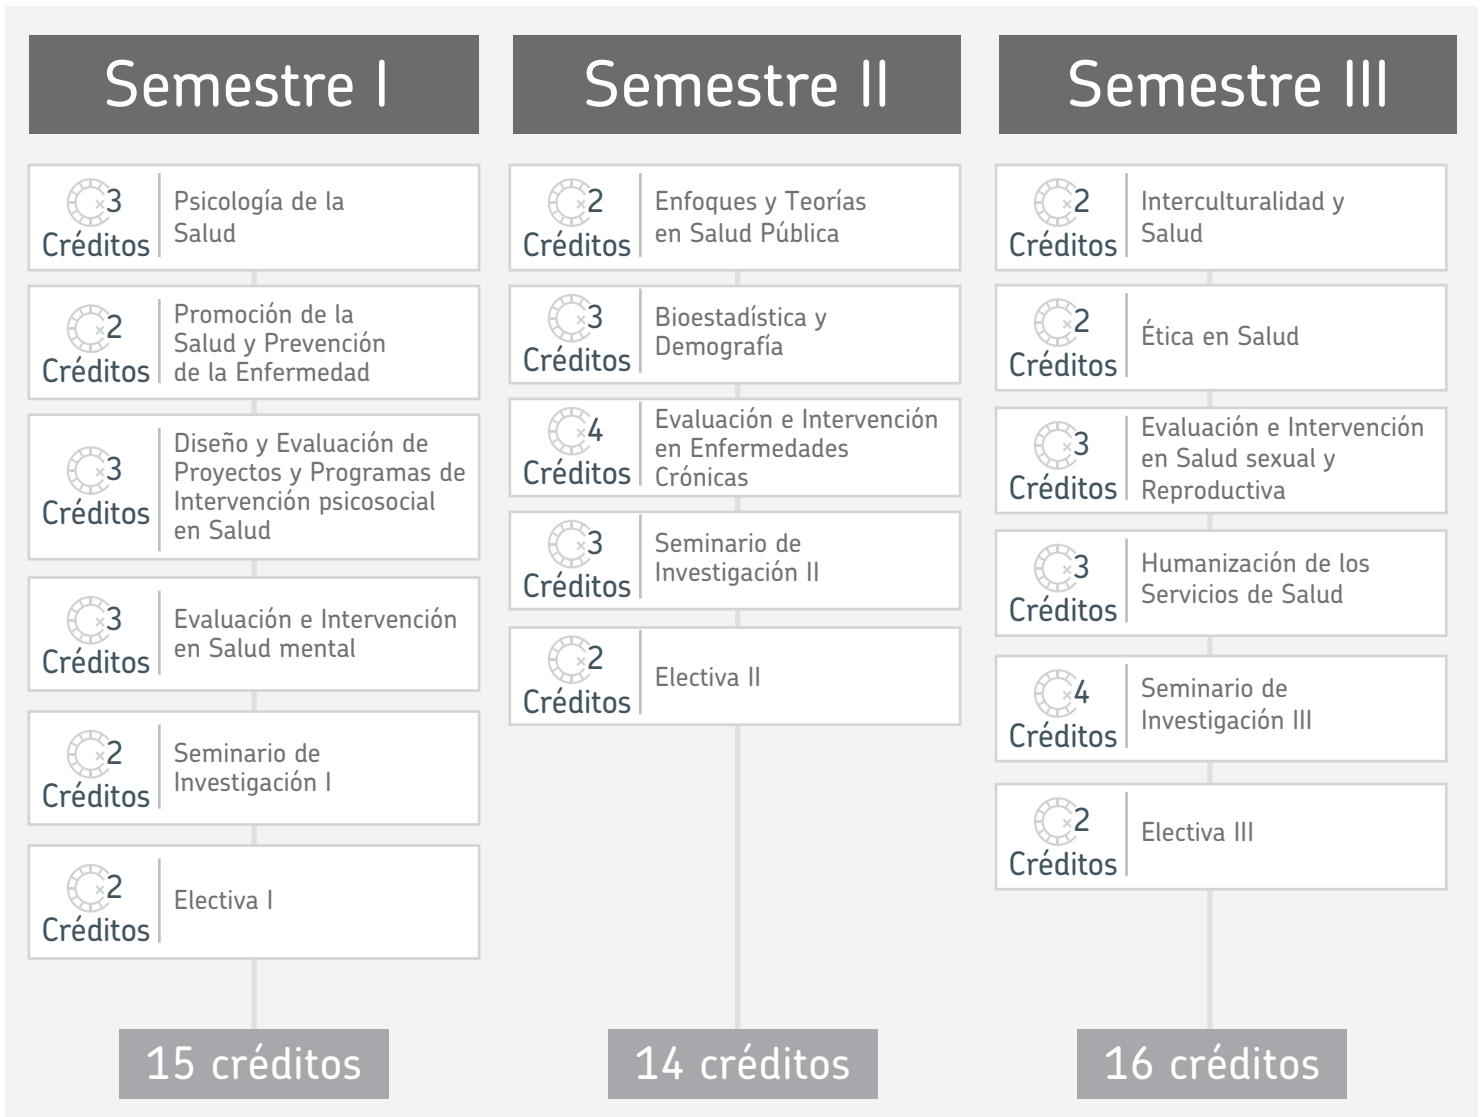 Semestre I
3
Créditos
Psicología de la
Salud
2
Créditos
Promoción de la
Salud y Prevención
de la Enfermedad
3
Créditos
Diseño y Evaluación de
Proyectos y Programas de
Intervención psicosocial
en Salud
3
Créditos
Evaluación e Intervención
en Salud mental
2
Créditos
Seminario de
Investigación I
2
Créditos
Electiva I
15 créditos
Semestre II
2
Créditos
Enfoques y Teorías
en Salud Pública
3
Créditos
Bioestadística y
Demografía
4
Créditos
Evaluación e Intervención
en Enfermedades
Crónicas
3
Créditos
Seminario de
Investigación II
2
Créditos
Electiva II
14 créditos
Semestre III
2
Créditos
Interculturalidad y
Salud
2
Créditos
Ética en Salud
3
Créditos
Evaluación e Intervención
en Salud sexual y
Reproductiva
3
Créditos
Humanización de los
Servicios de Salud
4
Créditos
Seminario de
Investigación III
2
Créditos
Electiva III
16 créditos